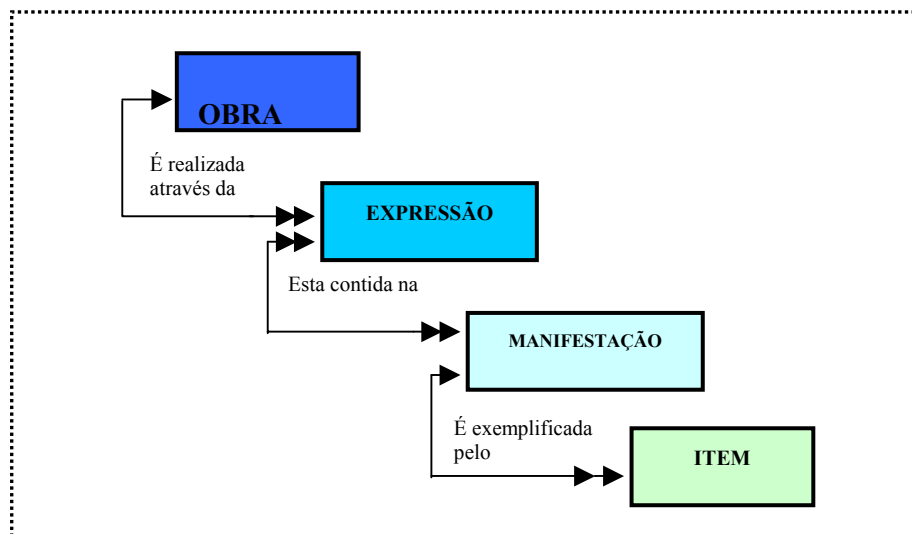 OBRA
É realizada
através da
EXPRESSÃO
Esta contida na
MANIFESTAÇÃO
É exemplificada
pelo
ITEM